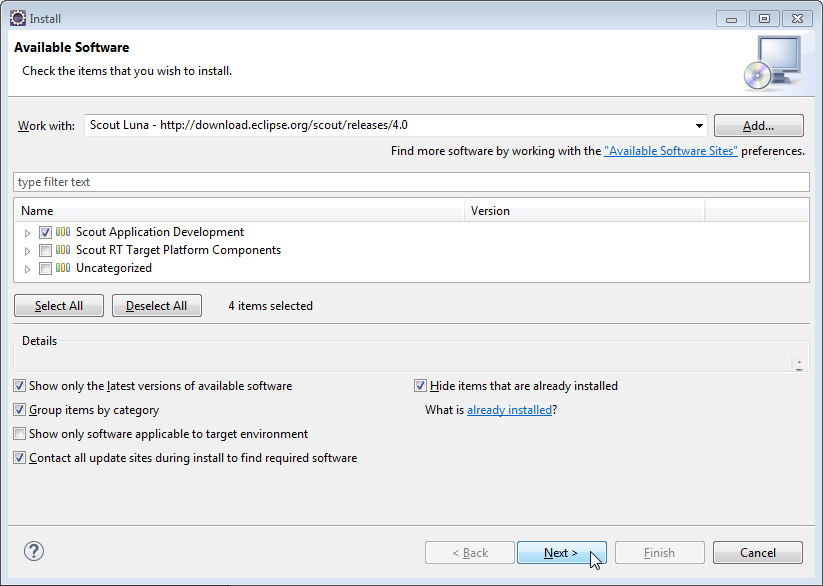 Install
Available Software
Check the items that you wish to install.
Work with: Scout Luna - http://download.eclipse.org/scout/releases/4.0 Add...
Find more software by working with the "Available Software Sites" preferences.
type filter text
Name Version
Scout Application Development
Scout RT Target Platform Components
Uncategorized
Select All Deselect All 4 items selected
Details
Show only the latest versions of available software Hide items that are already installed
Group items by category What is already installed?
Show only software applicable to target environment
Contact all update sites during install to find required software
? < Back Next > Finish Cancel